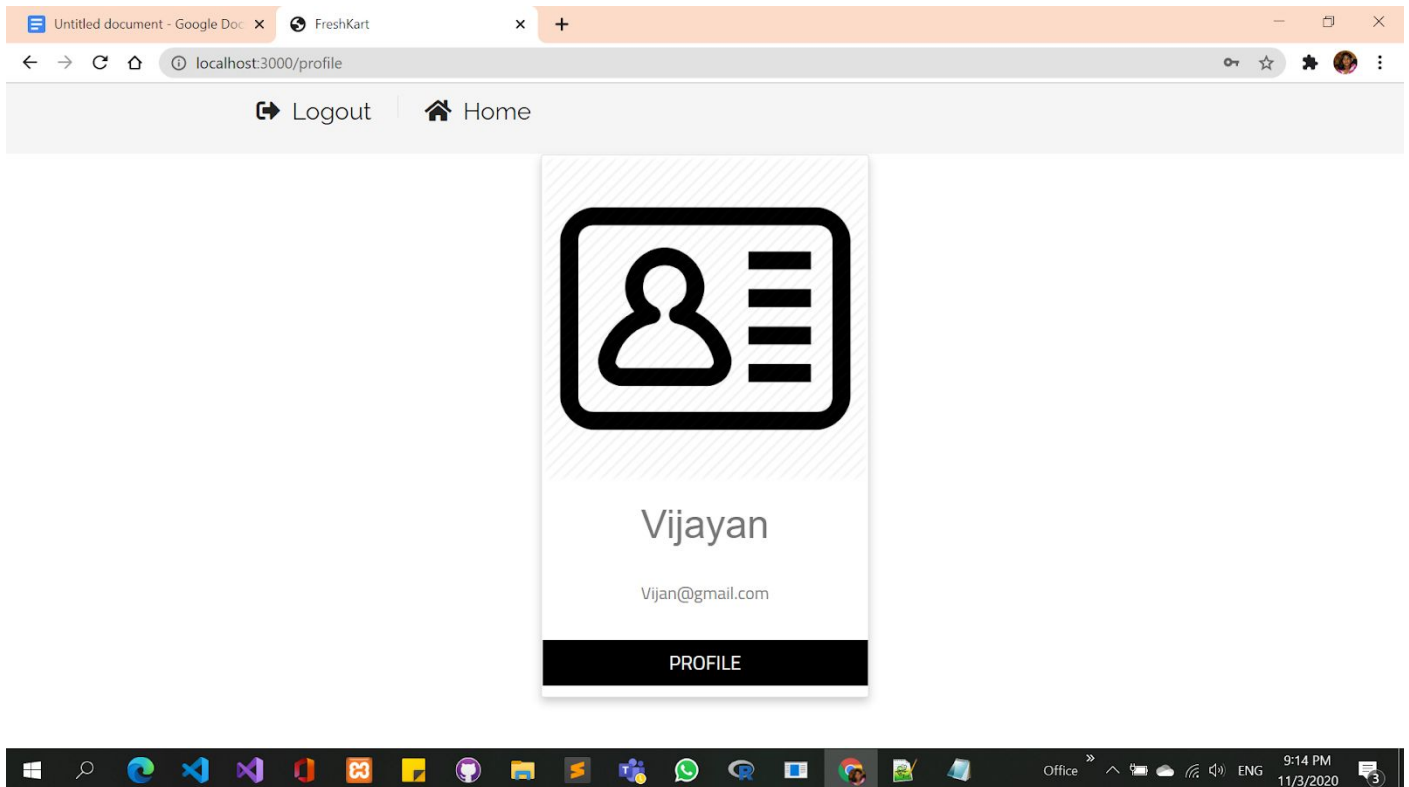 Untitled document - Google Doc
FreshKart
localhost:3000/profile
Logout
Home
Vijayan
Vijan@gmail.com
PROFILE
Office
ENG
9:14 PM
11/3/2020
3